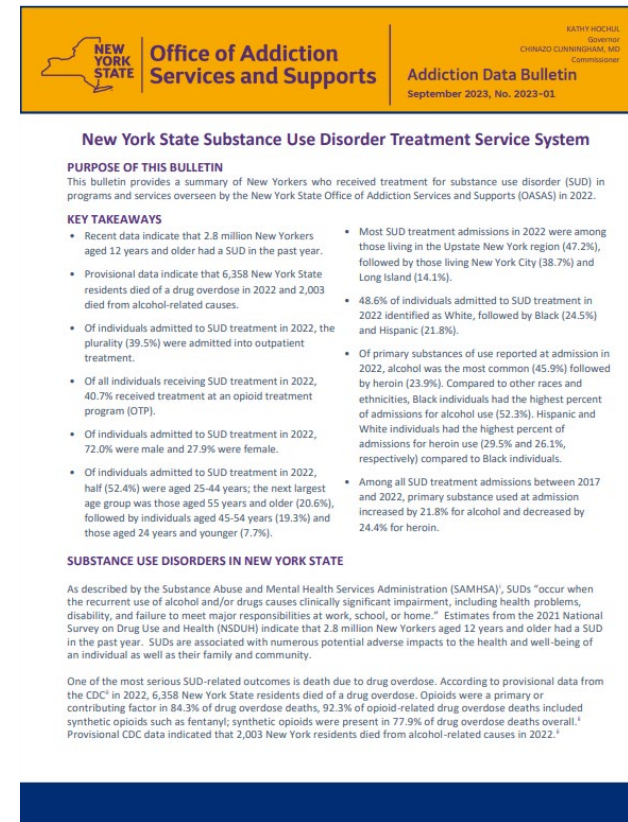 NEW
YORK
STATE
Office of Addiction
Services and Supports
KATHY HOCHUL
Governor
CHINAZO CUNNINGHAM, MD
Commissioner
Addiction Data Bulletin
September 2023, No. 2023-01
New York State Substance Use Disorder Treatment Service System
PURPOSE OF THIS BULLETIN
This bulletin provides a summary of New Yorkers who received treatment for substance use disorder (SUD) in
programs and services overseen by the New York State Office of Addiction Services and Supports (OASAS) in 2022.
KEY TAKEAWAYS
• Recent data indicate that 2.8 million New Yorkers
aged 12 years and older had a SUD in the past year.
• Provisional data indicate that 6,358 New York State
residents died of a drug overdose in 2022 and 2,003
died from alcohol-related causes.
• Of individuals admitted to SUD treatment in 2022, the
plurality (39.5%) were admitted into outpatient
treatment.
• Of all individuals receiving SUD treatment in 2022,
40.7% received treatment at an opioid treatment
program (OTP).
• Of individuals admitted to SUD treatment in 2022,
72.0% were male and 27.9% were female.
• Of individuals admitted to SUD treatment in 2022,
half (52.4%) were aged 25-44 years; the next largest
age group was those aged 55 years and older (20.6%),
followed by individuals aged 45-54 years (19.3%) and
those aged 24 years and younger (7.7%).
• Most SUD treatment admissions in 2022 were among
those living in the Upstate New York region (47.2%),
followed by those living New York City (38.7%) and
Long Island (14.1%).
• 48.6% of individuals admitted to SUD treatment in
2022 identified as White, followed by Black (24.5%)
and Hispanic (21.8%).
• Of primary substances of use reported at admission in
2022, alcohol was the most common (45.9%) followed
by heroin (23.9%). Compared to other races and
ethnicities, Black individuals had the highest percent
of admissions for alcohol use (52.3%). Hispanic and
White individuals had the highest percent of
admissions for heroin use (29.5% and 26.1%,
respectively) compared to Black individuals.
• Among all SUD treatment admissions between 2017
and 2022, primary substance used at admission
increased by 21.8% for alcohol and decreased by
24.4% for heroin.
SUBSTANCE USE DISORDERS IN NEW YORK STATE
As described by the Substance Abuse and Mental Health Services Administration (SAMHSA)ⁱ, SUDs “occur when
the recurrent use of alcohol and/or drugs causes clinically significant impairment, including health problems,
disability, and failure to meet major responsibilities at work, school, or home.” Estimates from the 2021 National
Survey on Drug Use and Health (NSDUH) indicate that 2.8 million New Yorkers aged 12 years and older had a SUD
in the past year. SUDs are associated with numerous potential adverse impacts to the health and well-being of
an individual as well as their family and community.
One of the most serious SUD-related outcomes is death due to drug overdose. According to provisional data from
the CDCⁱⁱ in 2022, 6,358 New York State residents died of a drug overdose. Opioids were a primary or
contributing factor in 84.3% of drug overdose deaths, 92.3% of opioid-related drug overdose deaths included
synthetic opioids such as fentanyl; synthetic opioids were present in 77.9% of drug overdose deaths overall.ⁱⁱ
Provisional CDC data indicated that 2,003 New York residents died from alcohol-related causes in 2022.ⁱⁱ